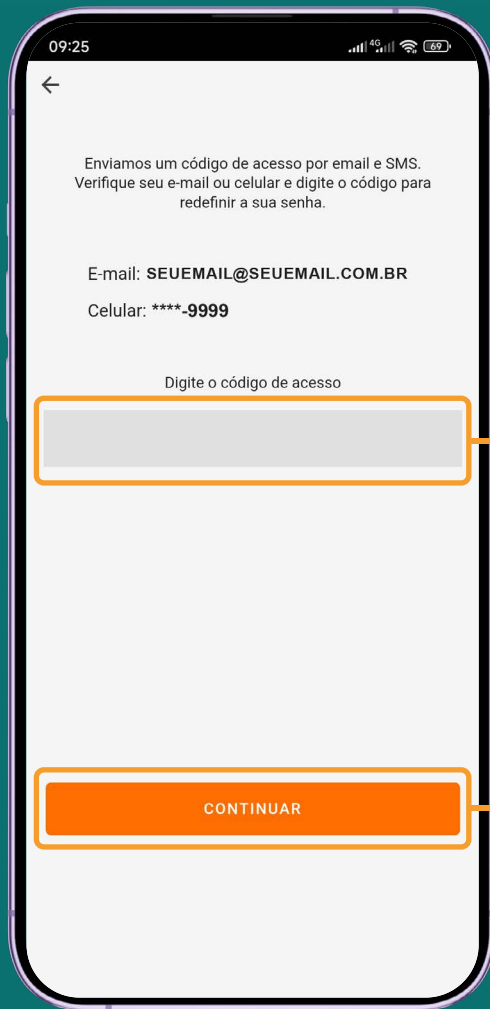 09:25
4G
69
Enviamos um código de acesso por email e SMS.
Verifique seu e-mail ou celular e digite o código para
redefinir a sua senha.
E-mail: SEUEMAIL@SEUEMAIL.COM.BR
Celular: ****-9999
Digite o código de acesso
CONTINUAR